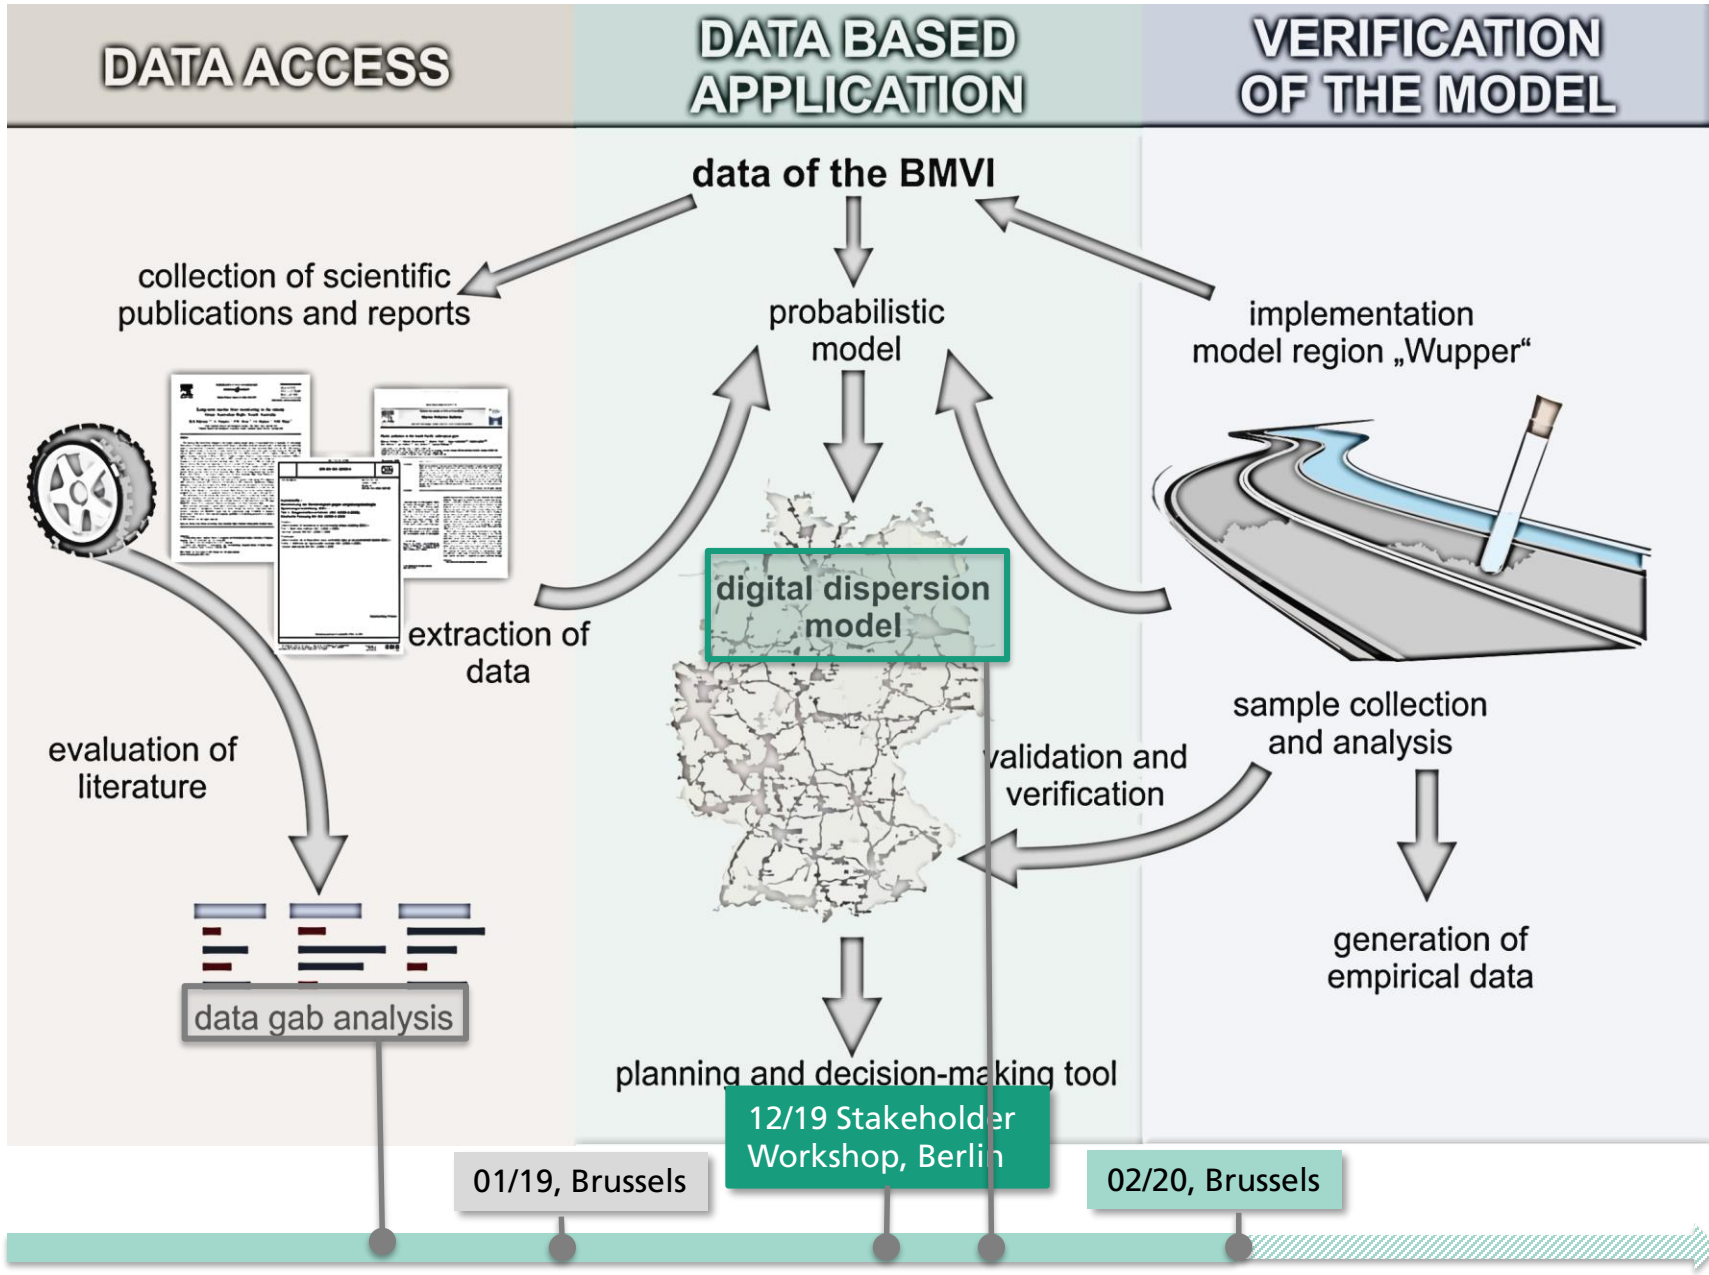 DATA ACCESS
DATA BASED
APPLICATION
VERIFICATION
OF THE MODEL
data of the BMVI
collection of scientific
publications and reports
probabilistic
model
implementation
model region „Wupper“
digital dispersion
model
extraction of
data
evaluation of
literature
sample collection
and analysis
validation and
verification
generation of
empirical data
data gab analysis
planning and decision-making tool
12/19 Stakeholder
Workshop, Berlin
01/19, Brussels
02/20, Brussels